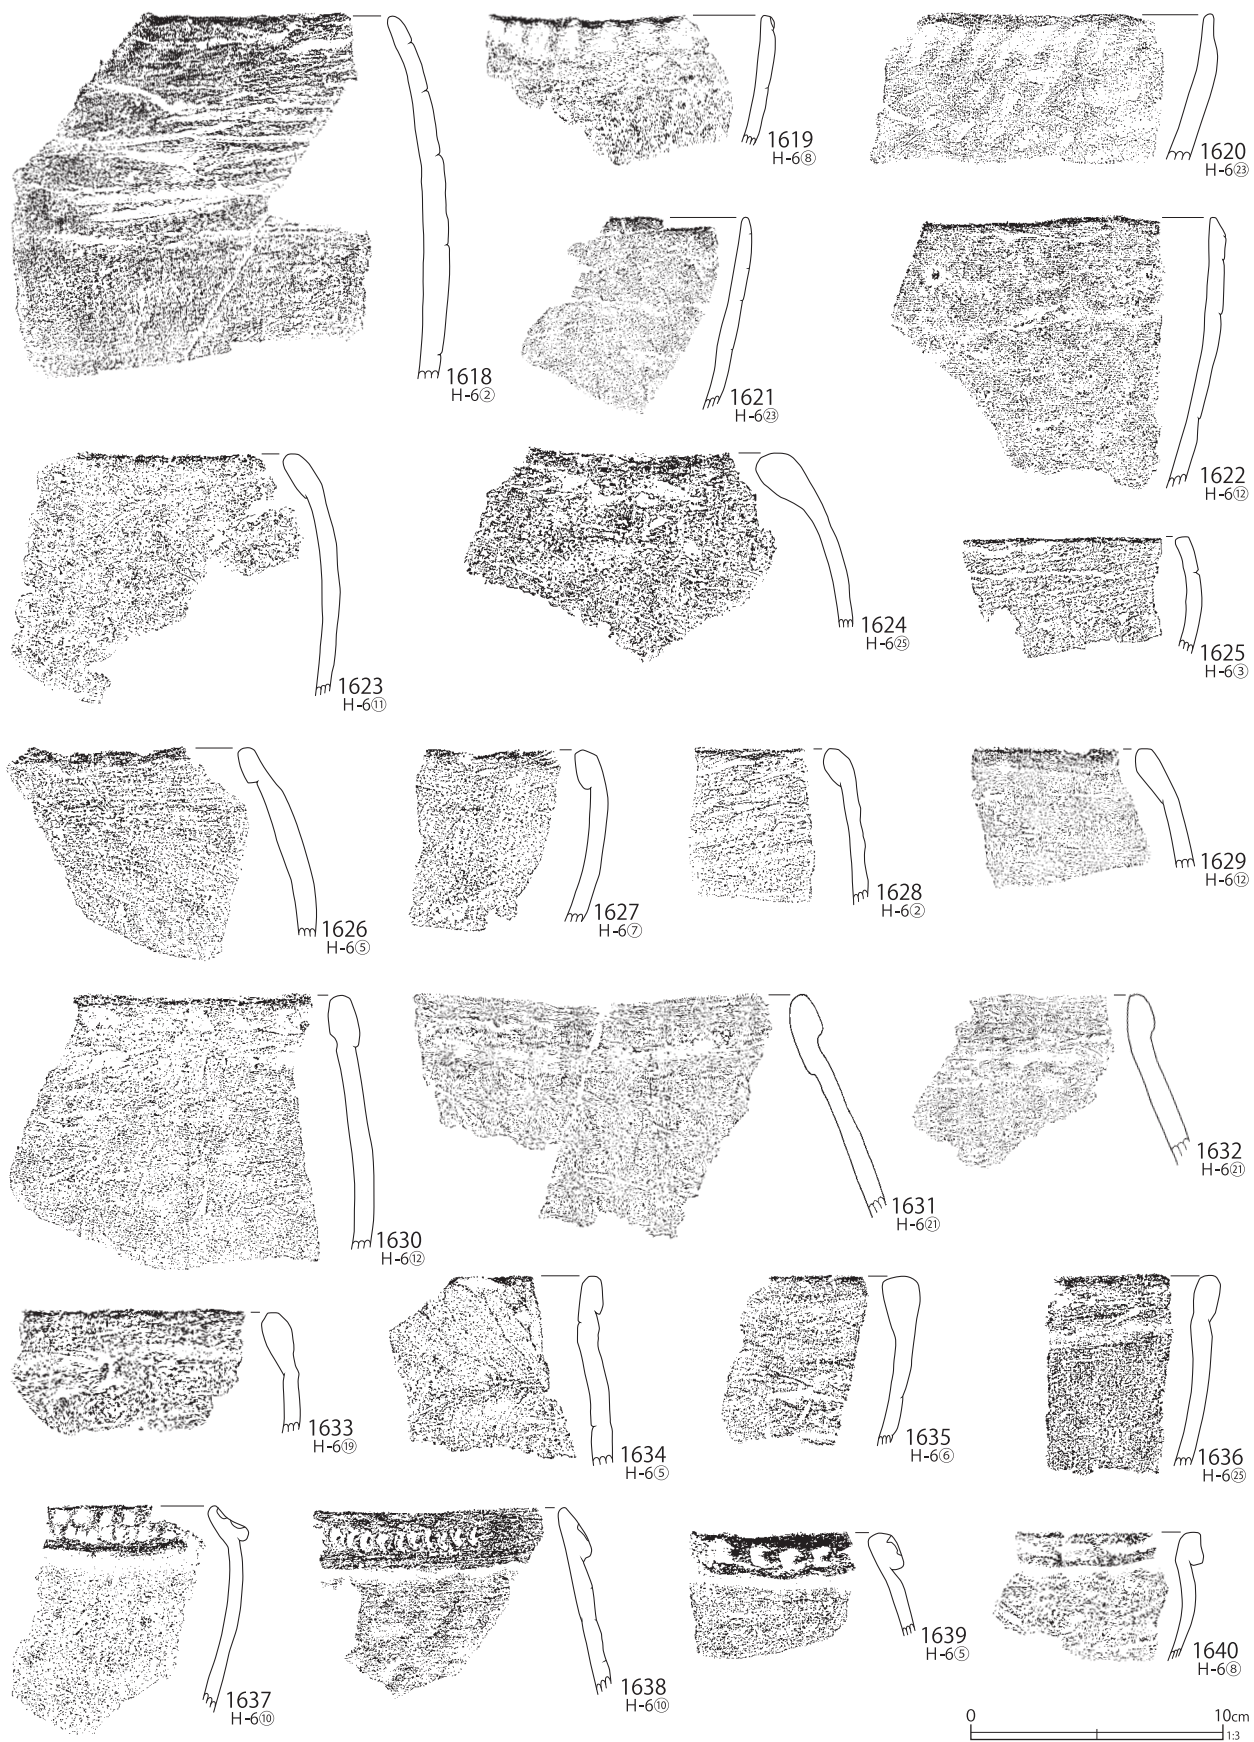 1618
H-6②
1619
H-6⑧
1620
H-6㉓
1621
H-6㉓
1622
H-6⑫
1623
H-6⑪
1624
H-6㉕
1625
H-6③
1626
H-6⑤
1627
H-6⑦
1628
H-6②
1629
H-6⑫
1630
H-6⑫
1631
H-6㉑
1632
H-6㉑
1633
H-6⑲
1634
H-6⑤
1635
H-6⑥
1636
H-6㉕
1637
H-6⑩
1638
H-6⑩
1639
H-6⑤
1640
H-6⑧
0 10cm
1:3